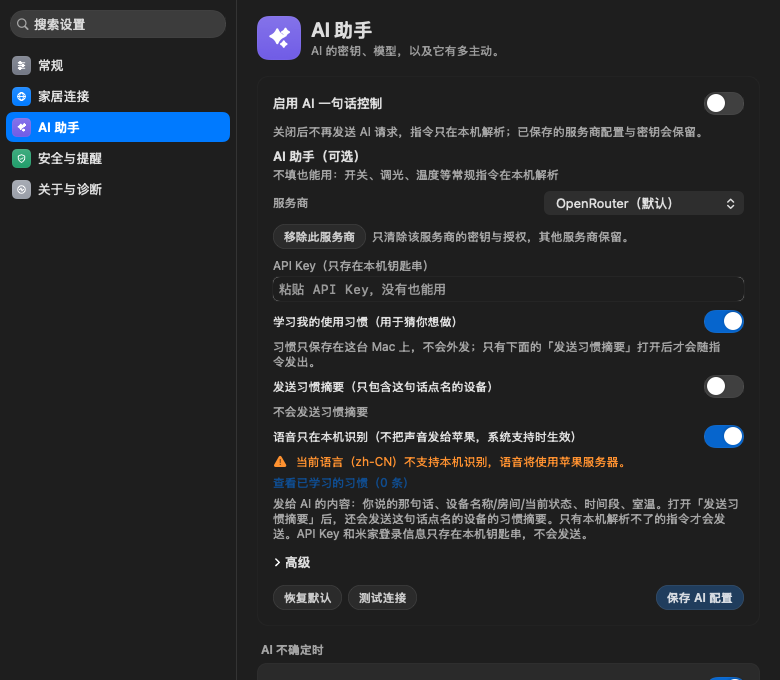 搜索设置
常规
家居连接
AI 助手
安全与提醒
关于与诊断
AI 助手
AI 的密钥、模型，以及它有多主动。
启用 AI 一句话控制
关闭后不再发送 AI 请求，指令只在本机解析；已保存的服务商配置与密钥会保留。
AI 助手（可选）
不填也能用：开关、调光、温度等常规指令在本机解析
服务商
OpenRouter（默认）
移除此服务商
只清除该服务商的密钥与授权，其他服务商保留。
API Key（只存在本机钥匙串）
粘贴 API Key，没有也能用
学习我的使用习惯（用于猜你想做）
习惯只保存在这台 Mac 上，不会外发；只有下面的「发送习惯摘要」打开后才会随指
令发出。
发送习惯摘要（只包含这句话点名的设备）
不会发送习惯摘要
语音只在本机识别（不把声音发给苹果，系统支持时生效）
当前语言（zh-CN）不支持本机识别，语音将使用苹果服务器。
查看已学习的习惯（0 条）
发给 AI 的内容：你说的那句话、设备名称/房间/当前状态、时间段、室温。打开「发送习
惯摘要」后，还会发送这句话点名的设备的习惯摘要。只有本机解析不了的指令才会发
送。API Key 和米家登录信息只存在本机钥匙串，不会发送。
高级
恢复默认
测试连接
保存 AI 配置
AI 不确定时